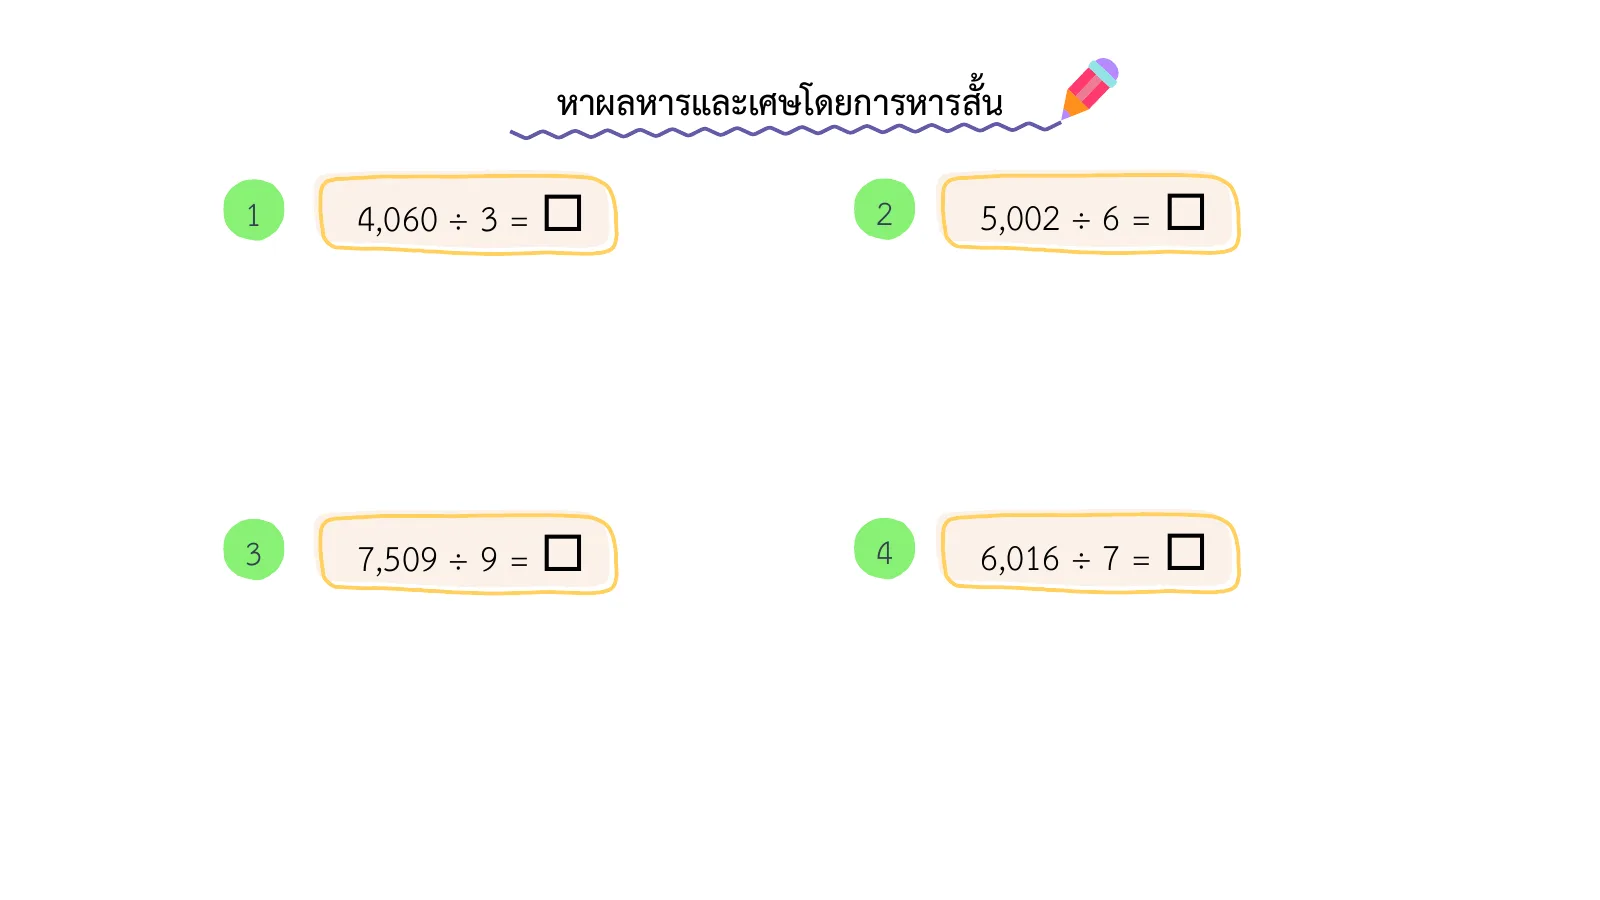 หาผลหารและเศษโดยการหารสั้น
1 4,060 ÷ 3 = □
2 5,002 ÷ 6 = □
3 7,509 ÷ 9 = □
4 6,016 ÷ 7 = □